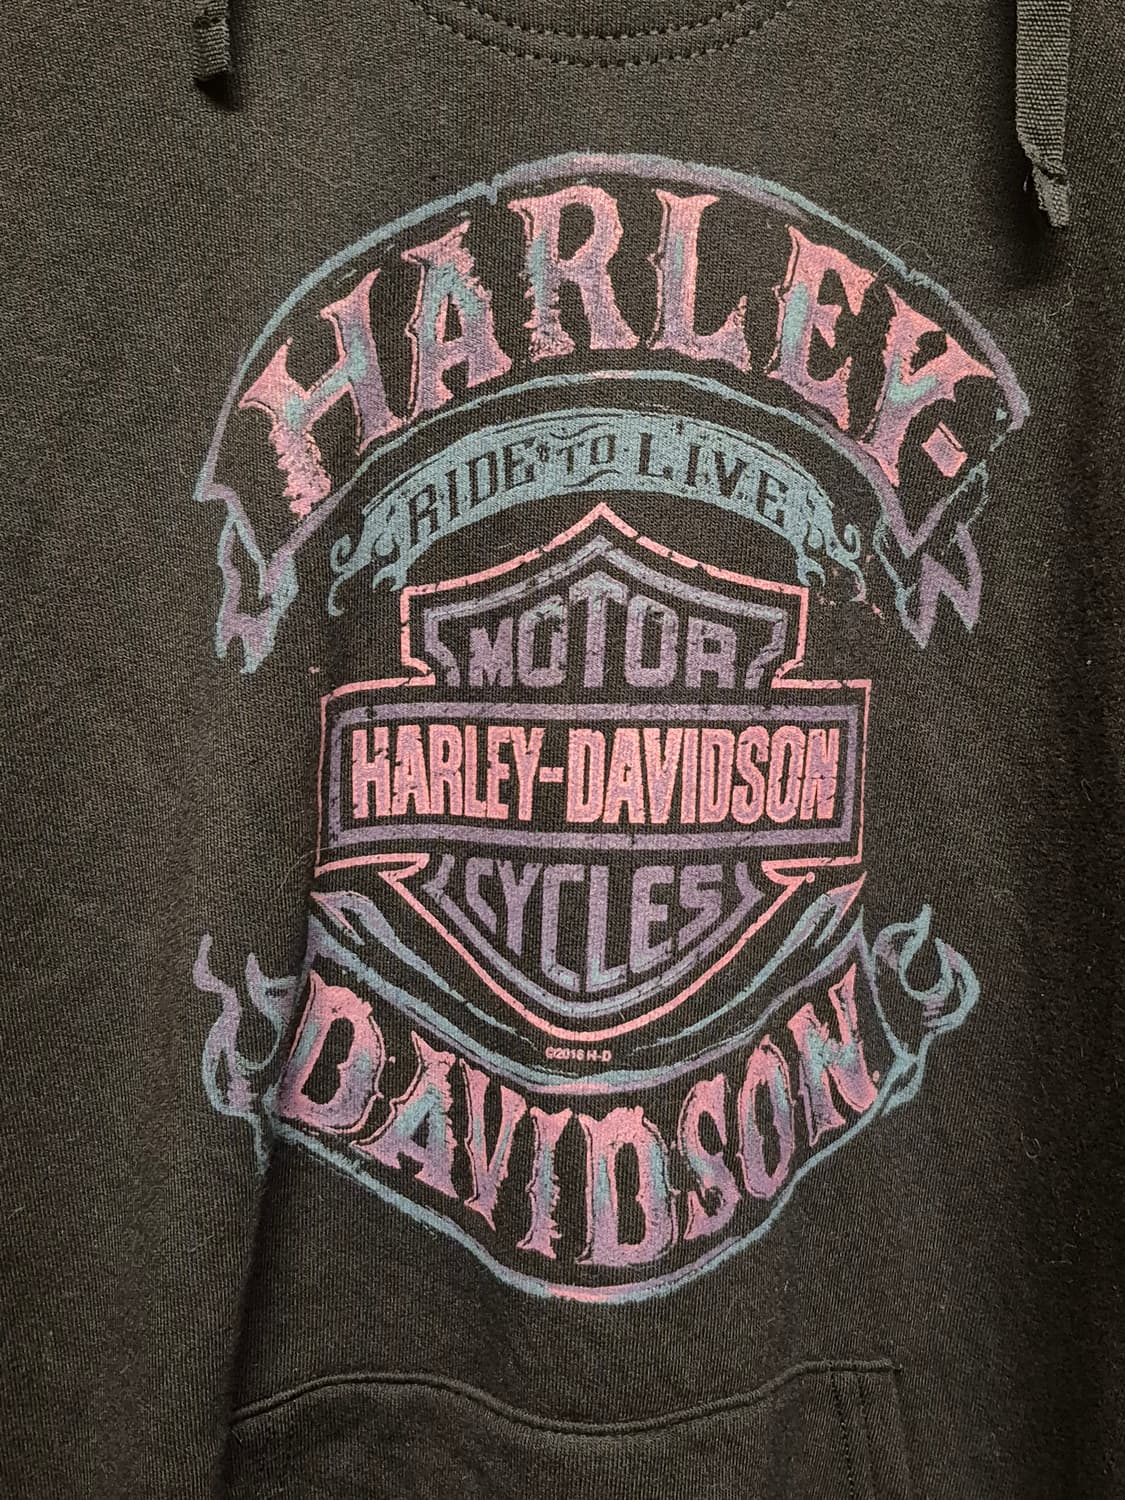 HARLEY-
RIDE TO LIVE
MOTOR
HARLEY-DAVIDSON
CYCLES
©2016 H-D
DAVIDSON